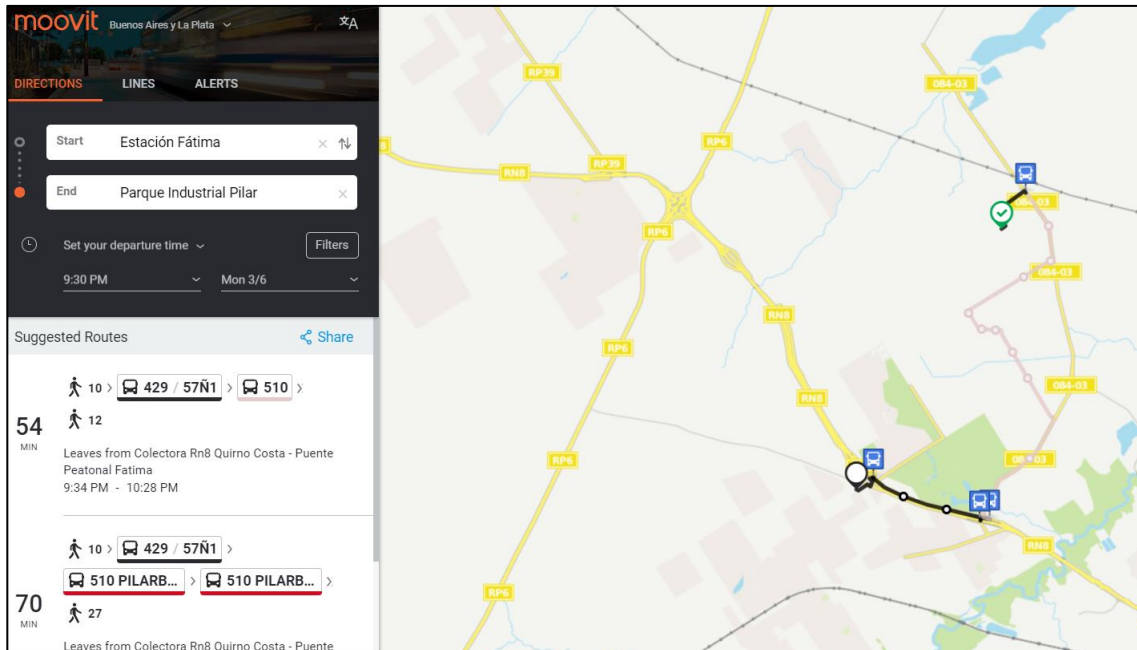 moovit Buenos Aires y La Plata
DIRECTIONS LINES ALERTS
Start Estación Fátima
End Parque Industrial Pilar
Set your departure time Filters
9:30 PM Mon 3/6
Suggested Routes Share
10 > 429 / 57Ñ1 > 510 >
12
54
MIN
Leaves from Colectora Rn8 Quirno Costa - Puente
Peatonal Fatima
9:34 PM - 10:28 PM
10 > 429 / 57Ñ1 >
510 PILARB... > 510 PILARB... >
27
70
MIN
Leaves from Colectora Rn8 Quirno Costa - Puente
RP39
084-03
RP6
RN8
RP39
084-03
RP6
084-03
RN8
RP6
084-03
RN8
RP6
RN8
RP6